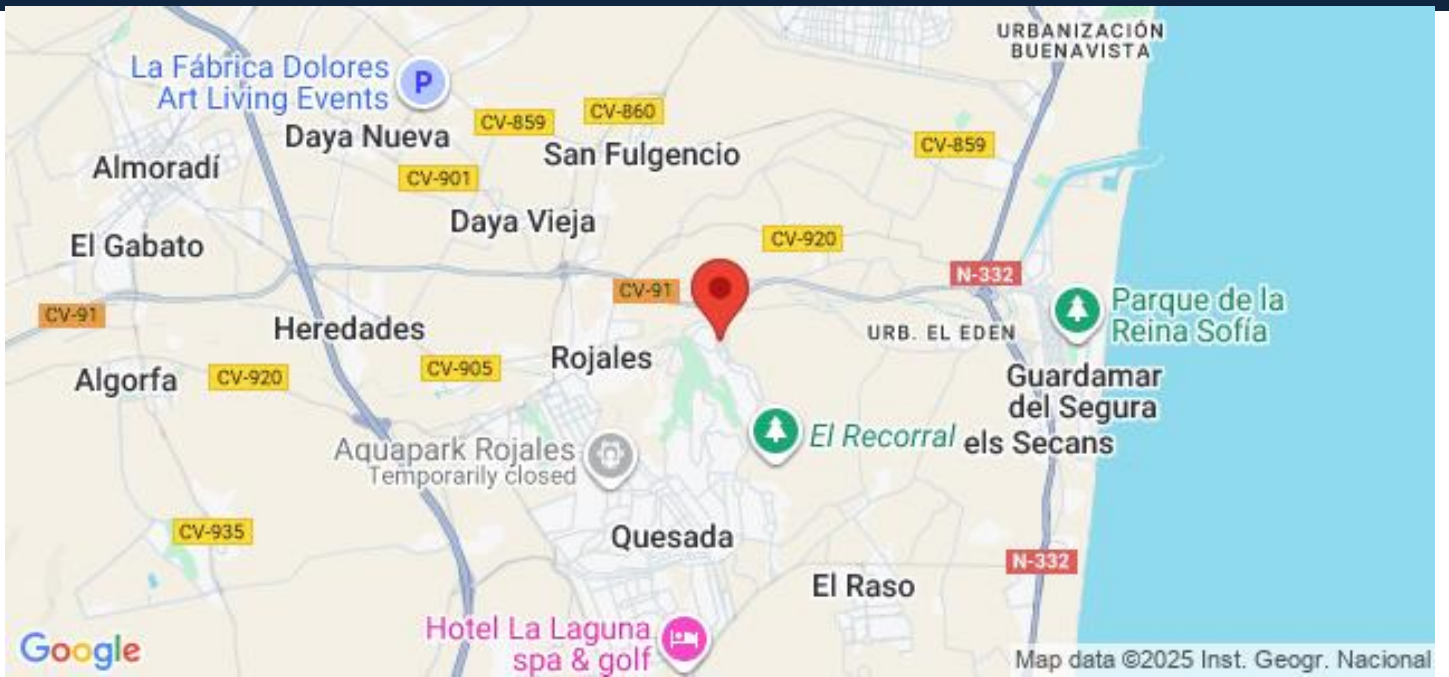 URBANIZACIÓN
BUENAVISTA
La Fábrica Dolores
Art Living Events
P
Daya Nueva
CV-859
CV-860
San Fulgencio
CV-859
Almoradí
CV-901
Daya Vieja
El Gabato
CV-920
N-332
CV-91
CV-91
Parque de la
Reina Sofía
Heredades
URB. EL EDEN
Rojales
CV-905
Algorfa
CV-920
Guardamar
del Segura
El Recorral
els Secans
Aquapark Rojales
Temporarily closed
CV-935
Quesada
N-332
El Raso
Hotel La Laguna
spa & golf
Google
Map data ©2025 Inst. Geogr. Nacional